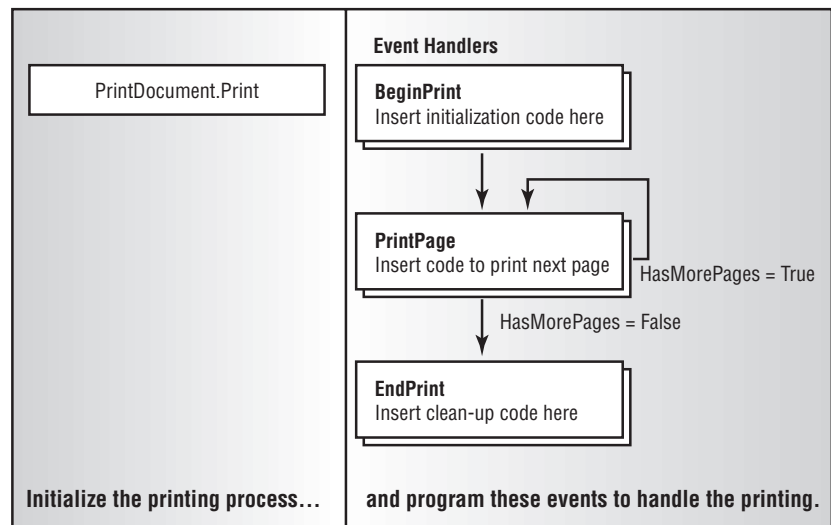 PrintDocument.Print
Event Handlers
BeginPrint
Insert initialization code here
PrintPage
Insert code to print next page
HasMorePages = True
HasMorePages = False
EndPrint
Insert clean-up code here
Initialize the printing process…
and program these events to handle the printing.